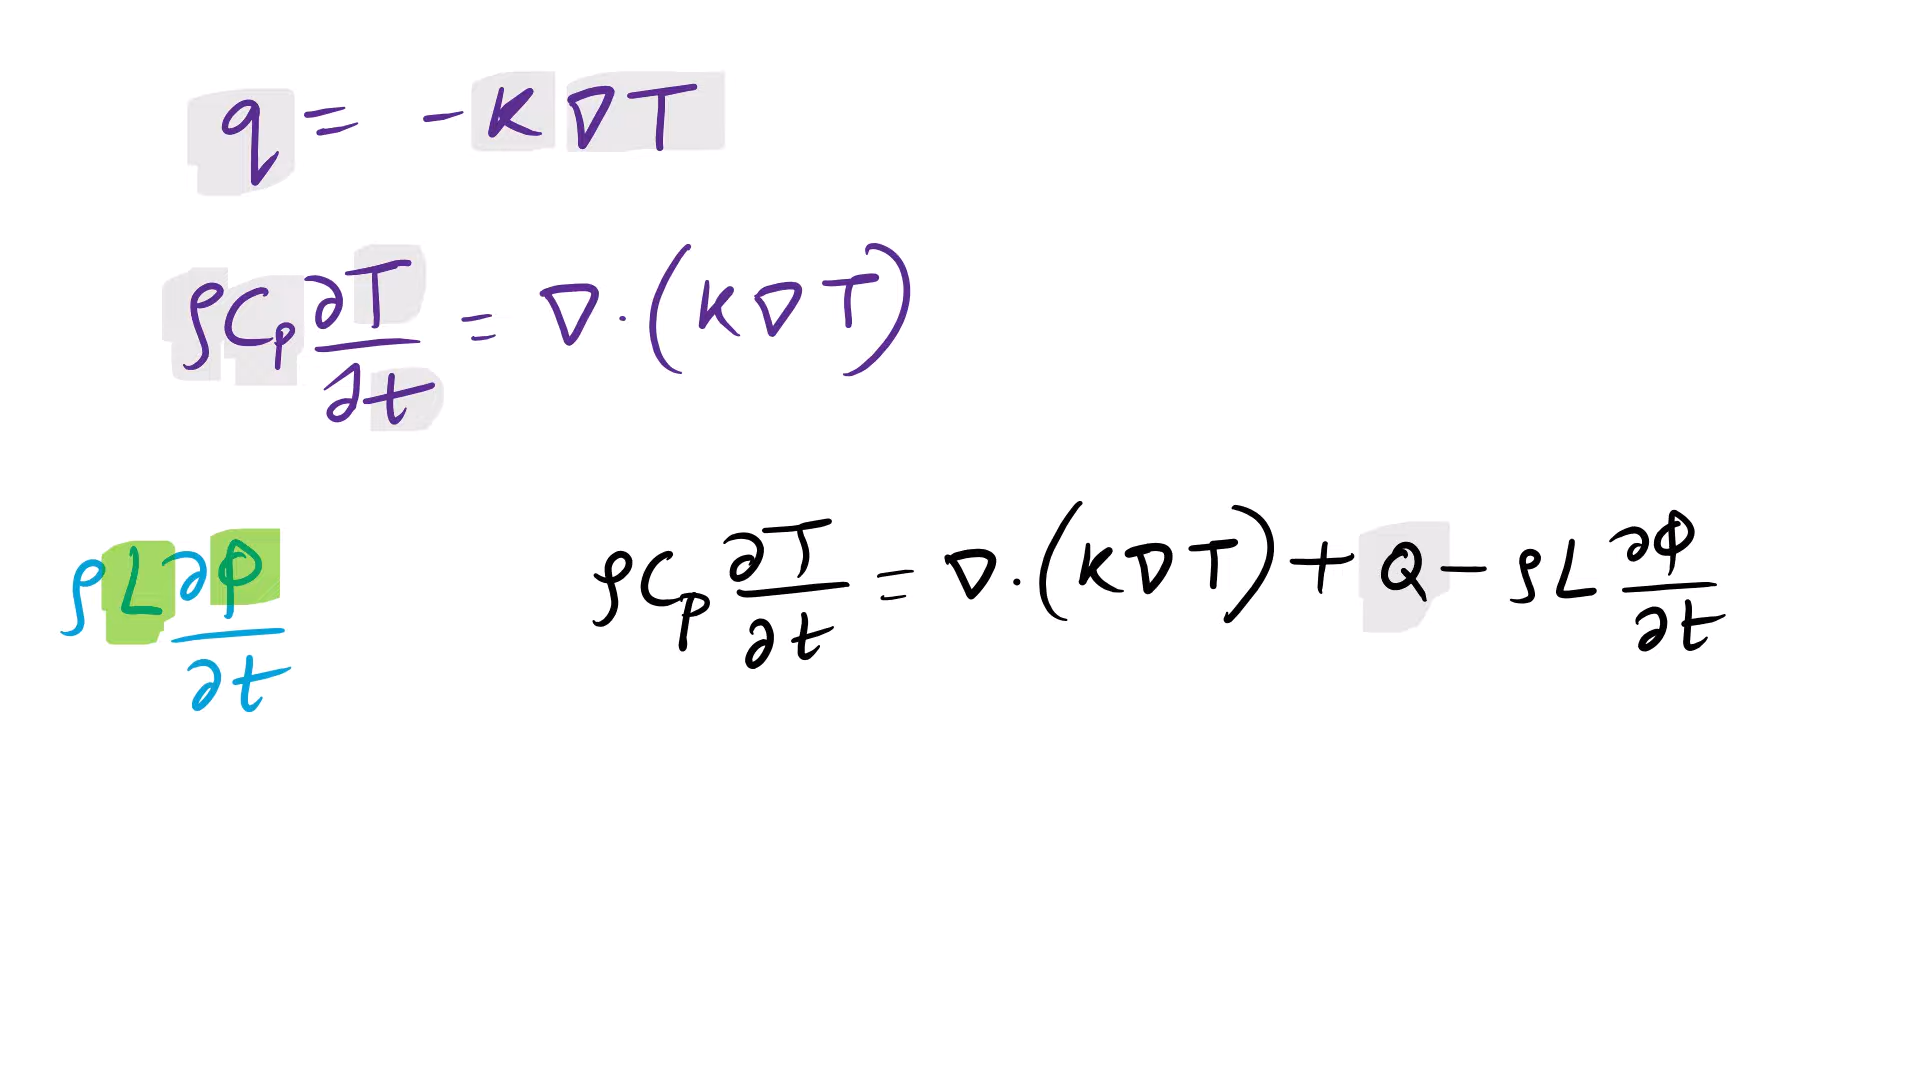 q = -K∇T
ρCp ∂T/∂t = ∇·(K∇T)
ρL ∂φ/∂t
ρCp ∂T/∂t = ∇·(K∇T) + Q - ρL ∂φ/∂t